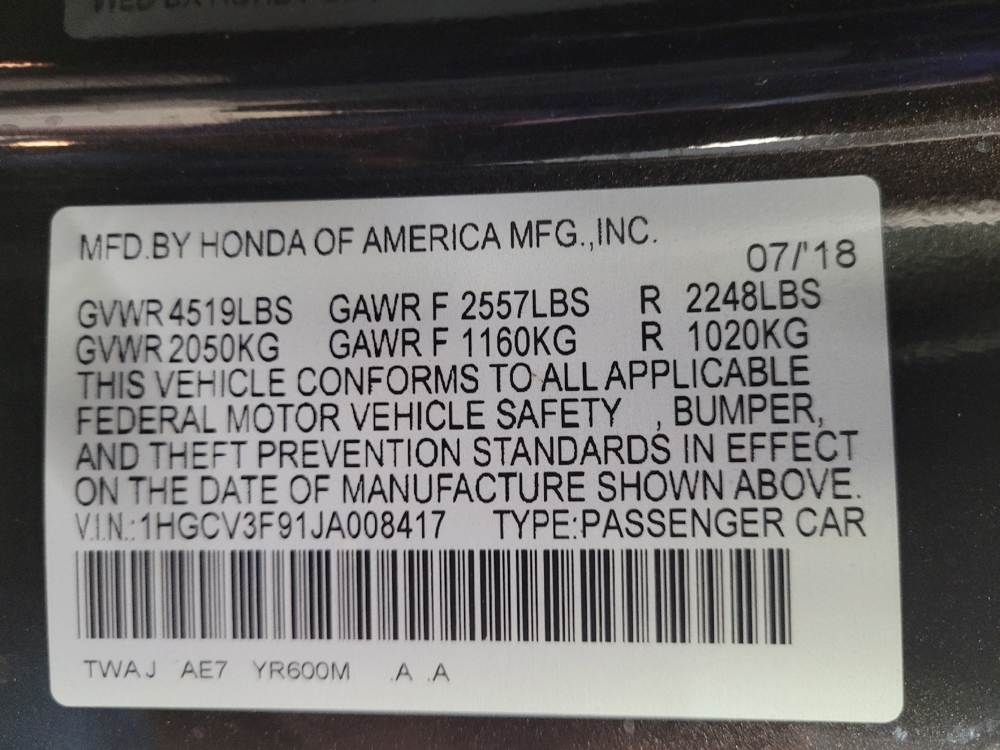 MFD.BY HONDA OF AMERICA MFG.,INC.
07/'18
GVWR 4519LBS GAWR F 2557LBS R 2248LBS
GVWR 2050KG GAWR F 1160KG R 1020KG
THIS VEHICLE CONFORMS TO ALL APPLICABLE
FEDERAL MOTOR VEHICLE SAFETY , BUMPER,
AND THEFT PREVENTION STANDARDS IN EFFECT
ON THE DATE OF MANUFACTURE SHOWN ABOVE.
V.I.N.: 1HGCV3F91JA008417 TYPE:PASSENGER CAR
TWAJ AE7 YR600M .A .A